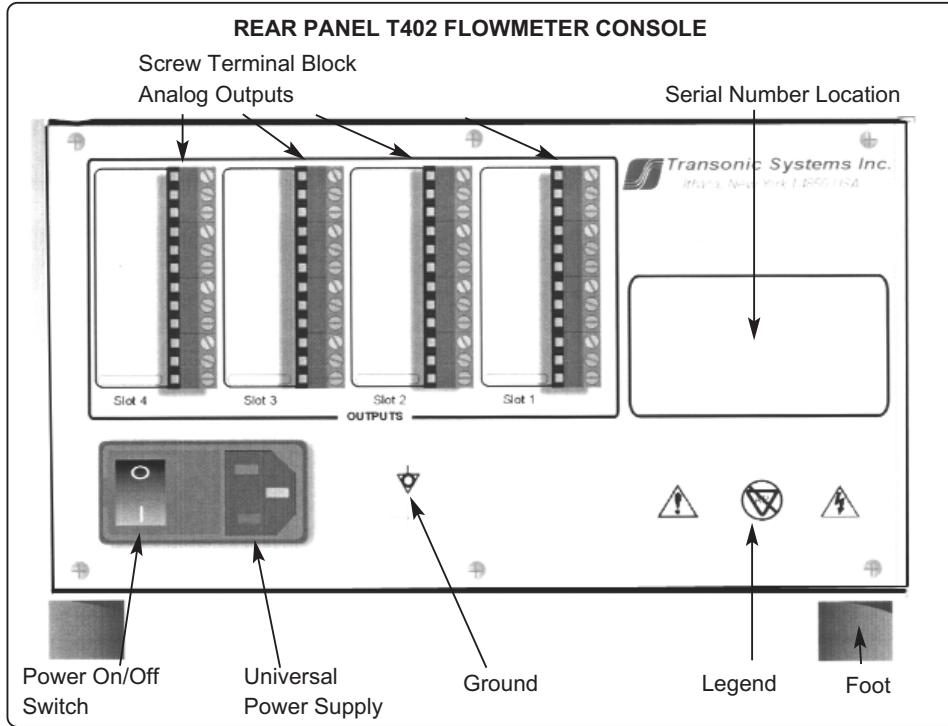 REAR PANEL T402 FLOWMETER CONSOLE
Screw Terminal Block
Analog Outputs
Serial Number Location
Transonic Systems Inc.
Slot 4
Slot 3
Slot 2
Slot 1
OUTPUTS
Power On/Off
Switch
Universal
Power Supply
Ground
Legend
Foot